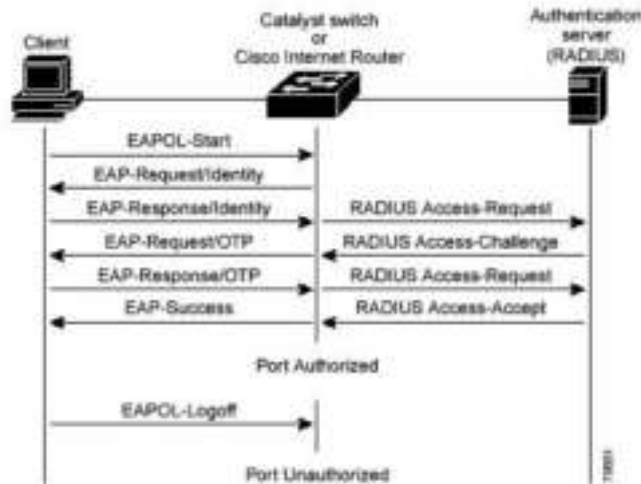 Client
Catalyst switch
or
Cisco Internet Router
Authentication
server
(RADIUS)
EAPOL-Start
EAP-Request/Identity
EAP-Response/Identity
RADIUS Access-Request
EAP-Request/OTP
RADIUS Access-Challenge
EAP-Response/OTP
RADIUS Access-Request
EAP-Success
RADIUS Access-Accept
Port Authorized
EAPOL-Logoff
Port Unauthorized